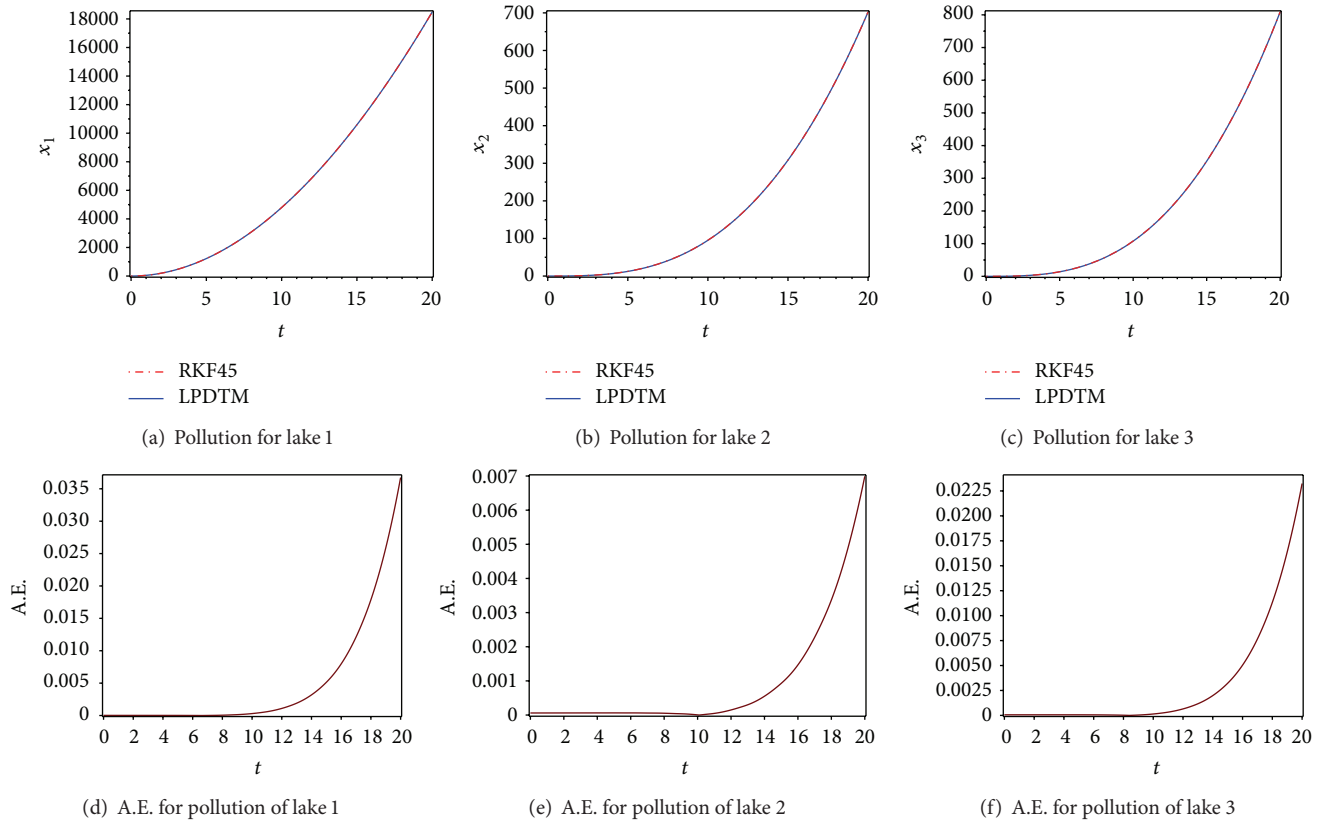 18000
16000
14000
12000
10000
8000
6000
4000
2000
0
x1
0 5 10 15 20
t
RKF45
LPDTM
(a) Pollution for lake 1
700
600
500
400
300
200
100
0
x2
0 5 10 15 20
t
RKF45
LPDTM
(b) Pollution for lake 2
800
700
600
500
400
300
200
100
0
x3
0 5 10 15 20
t
RKF45
LPDTM
(c) Pollution for lake 3
0.035
0.030
0.025
0.020
0.015
0.010
0.005
0
A.E.
0 2 4 6 8 10 12 14 16 18 20
t
(d) A.E. for pollution of lake 1
0.007
0.006
0.005
0.004
0.003
0.002
0.001
0
A.E.
0 2 4 6 8 10 12 14 16 18 20
t
(e) A.E. for pollution of lake 2
0.0225
0.0200
0.0175
0.0150
0.0125
0.0100
0.0075
0.0050
0.0025
0
A.E.
0 2 4 6 8 10 12 14 16 18 20
t
(f) A.E. for pollution of lake 3